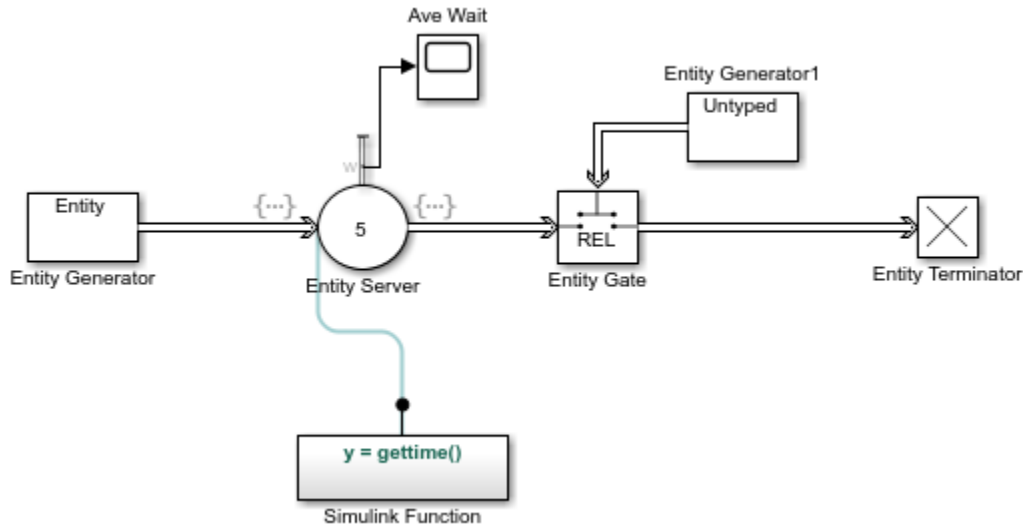 Ave Wait
Entity Generator1
Untyped
w
Entity
{...}
{...}
5
REL
Entity Generator
Entity Server
Entity Gate
Entity Terminator
y = gettime()
Simulink Function